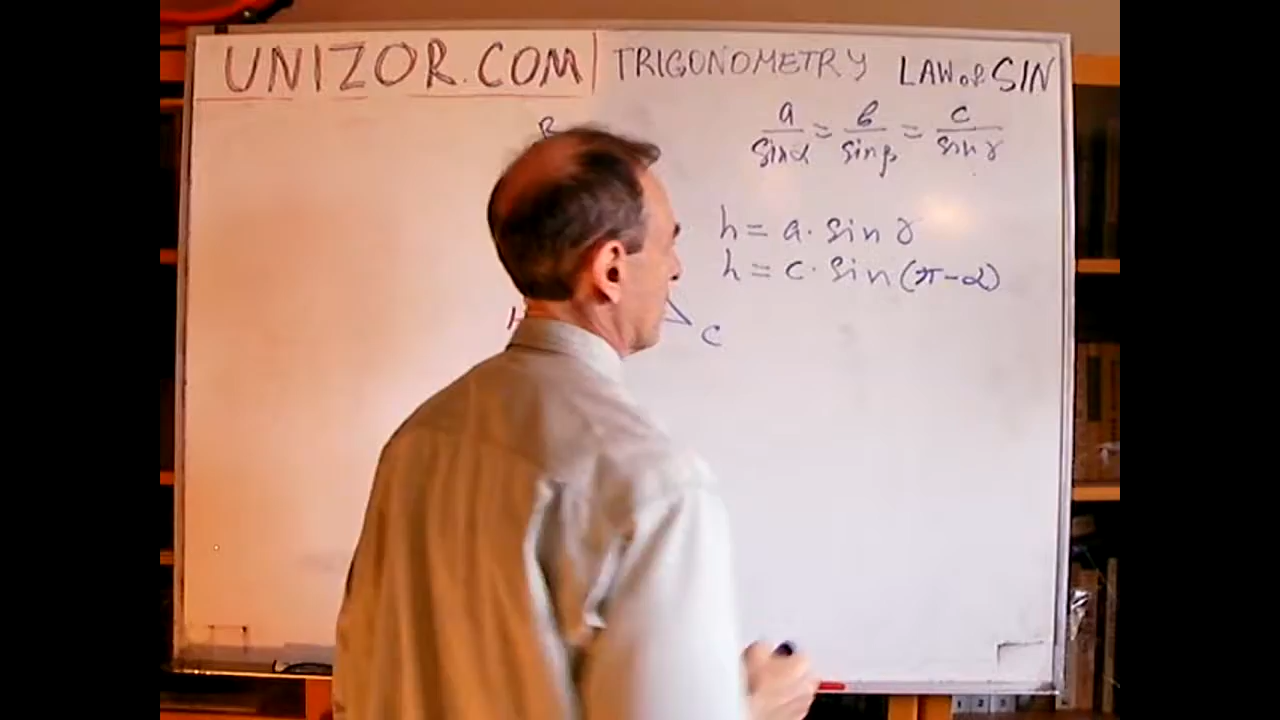 UNIZOR.COM | TRIGONOMETRY LAW of SIN
a/sinα = b/sinβ = c/sinγ
B
h = a · sin γ
h = c · sin(π-α)
C